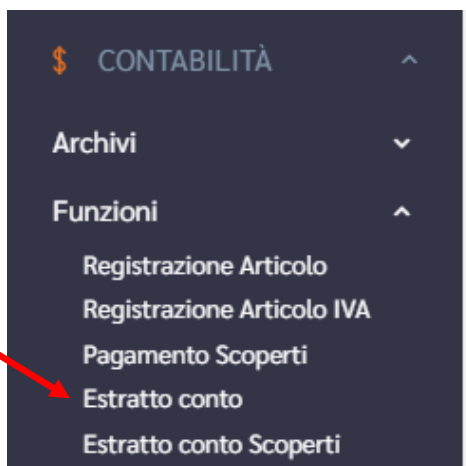 $ CONTABILITÀ
Archivi
Funzioni
Registrazione Articolo
Registrazione Articolo IVA
Pagamento Scoperti
Estratto conto
Estratto conto Scoperti